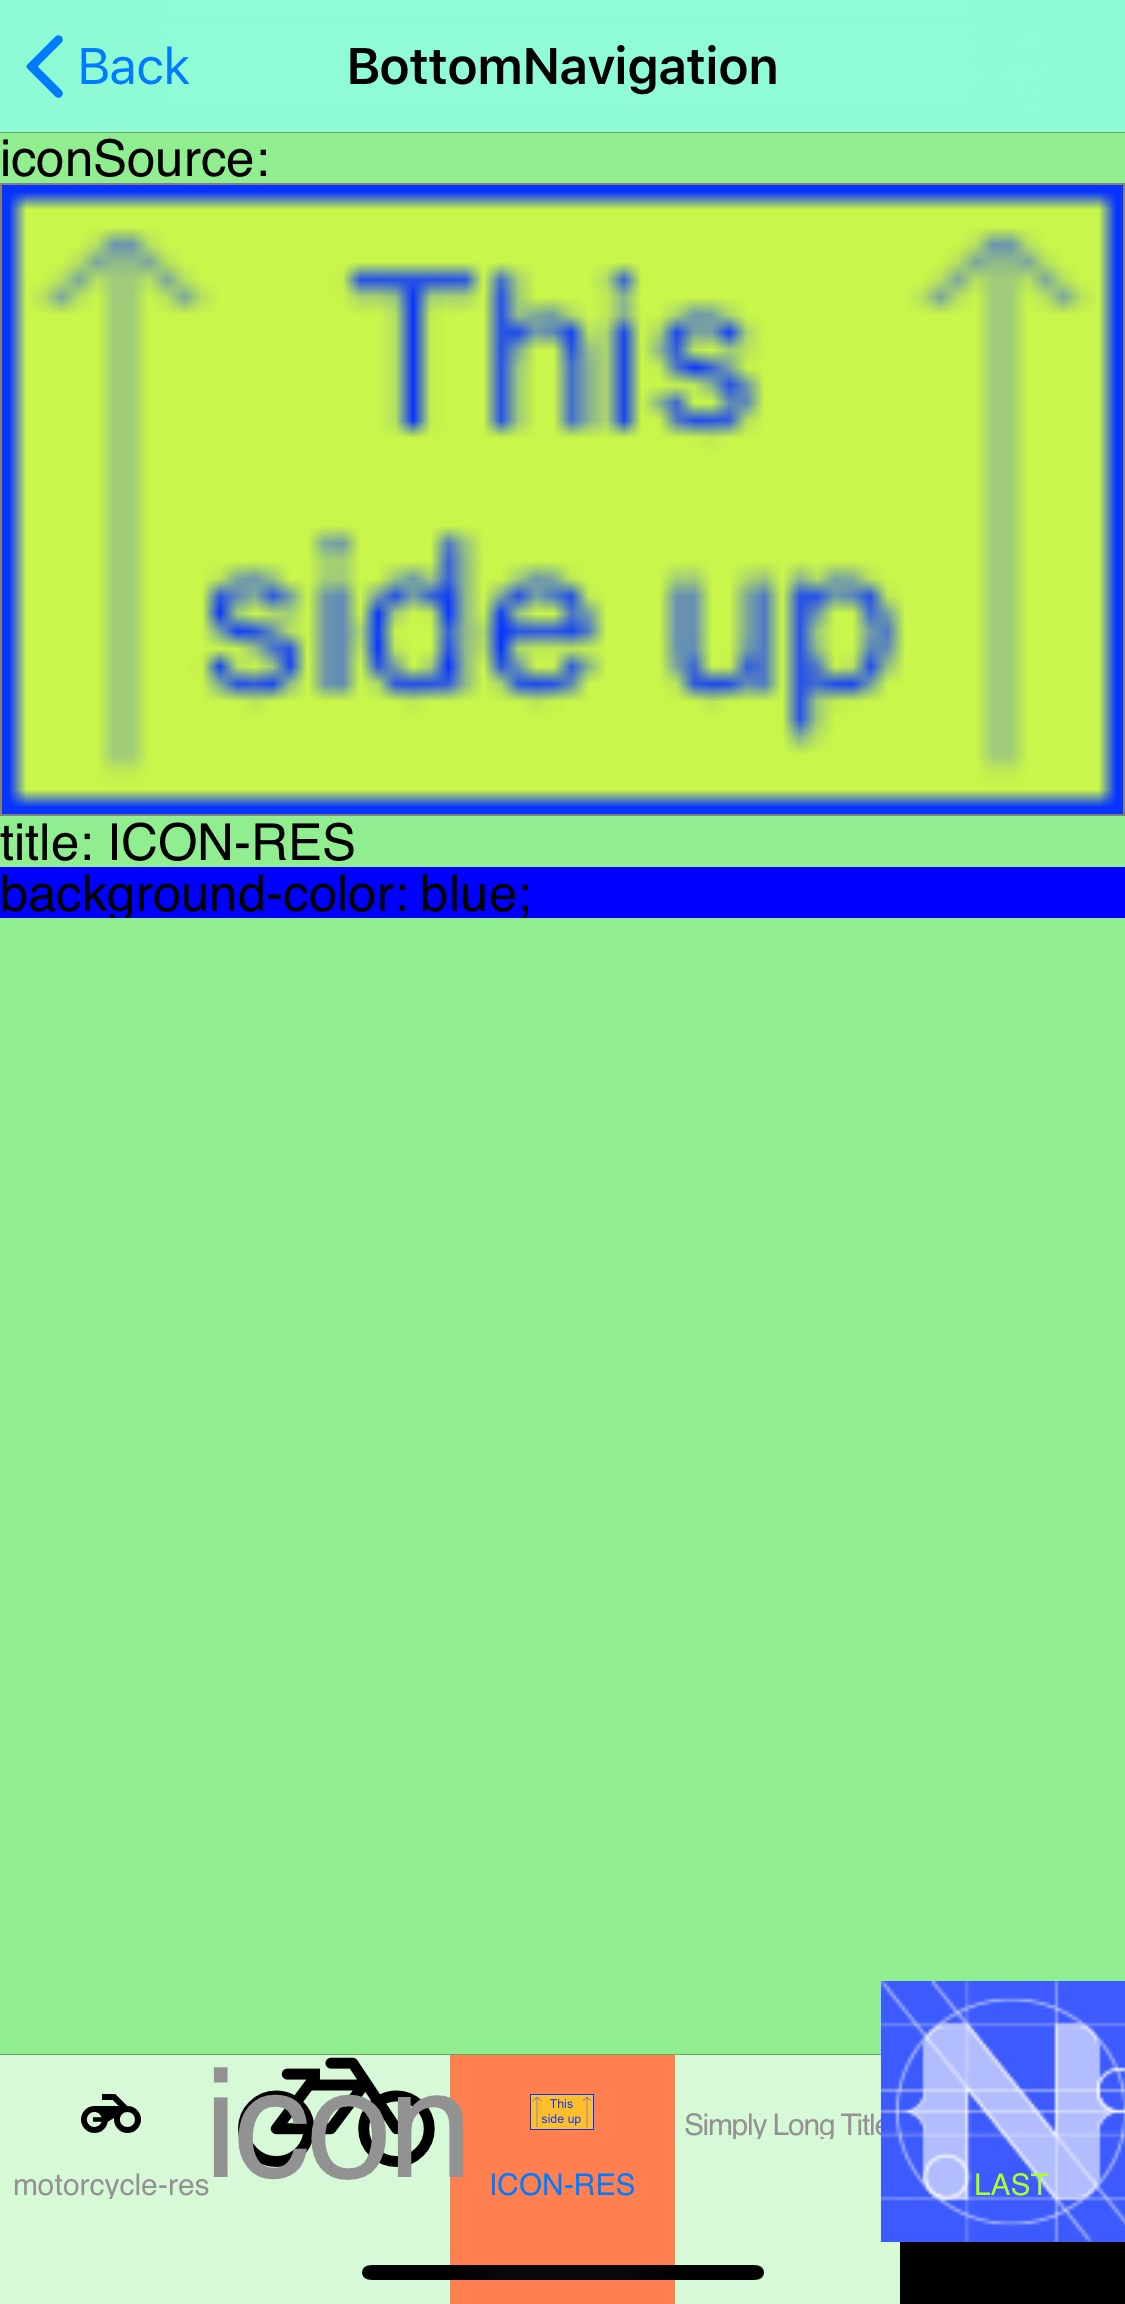 Back
BottomNavigation
iconSource:
This
side up
title: ICON-RES
background-color: blue;
motorcycle-res
icon
This
side up
ICON-RES
Simply Long Title
N
LAST